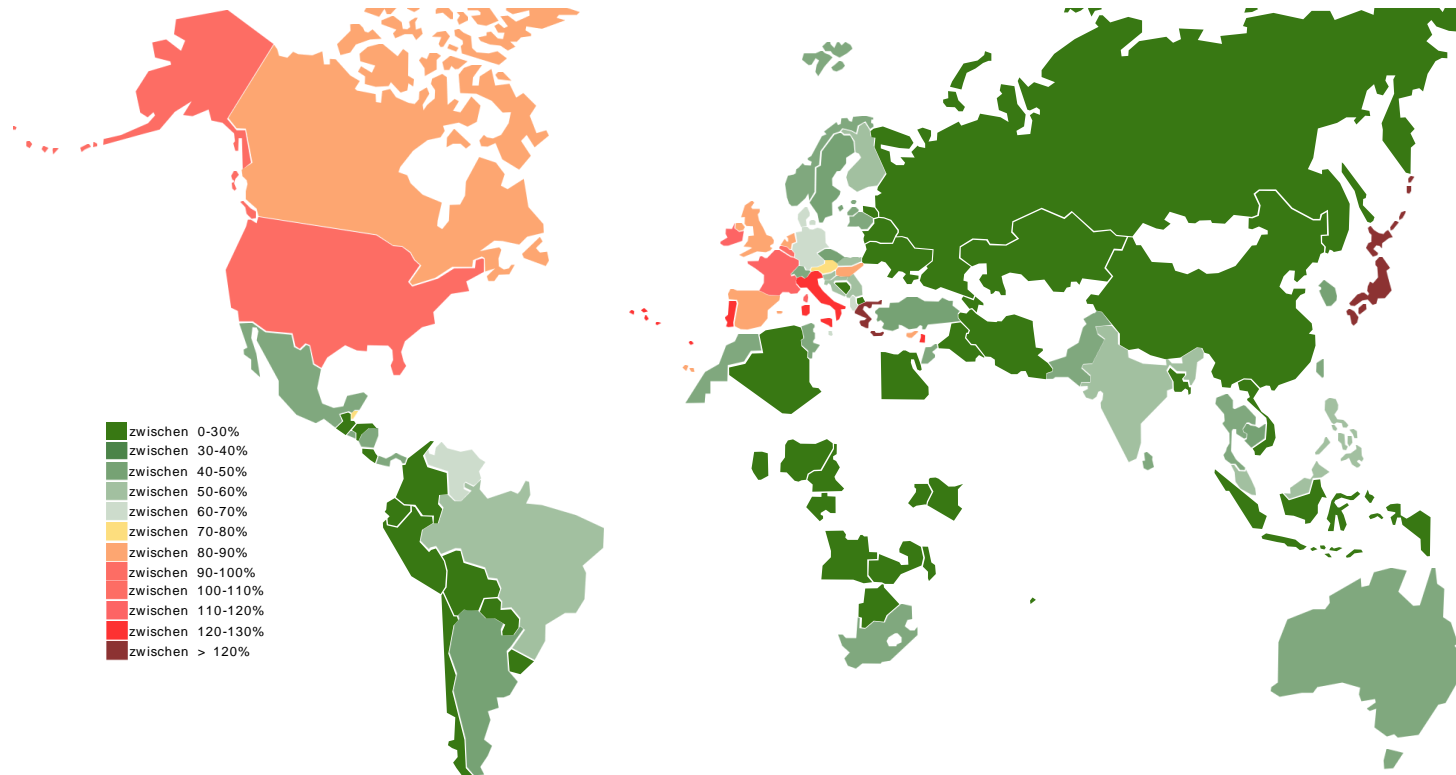 zwischen 0-30%
zwischen 30-40%
zwischen 40-50%
zwischen 50-60%
zwischen 60-70%
zwischen 70-80%
zwischen 80-90%
zwischen 90-100%
zwischen 100-110%
zwischen 110-120%
zwischen 120-130%
zwischen > 120%